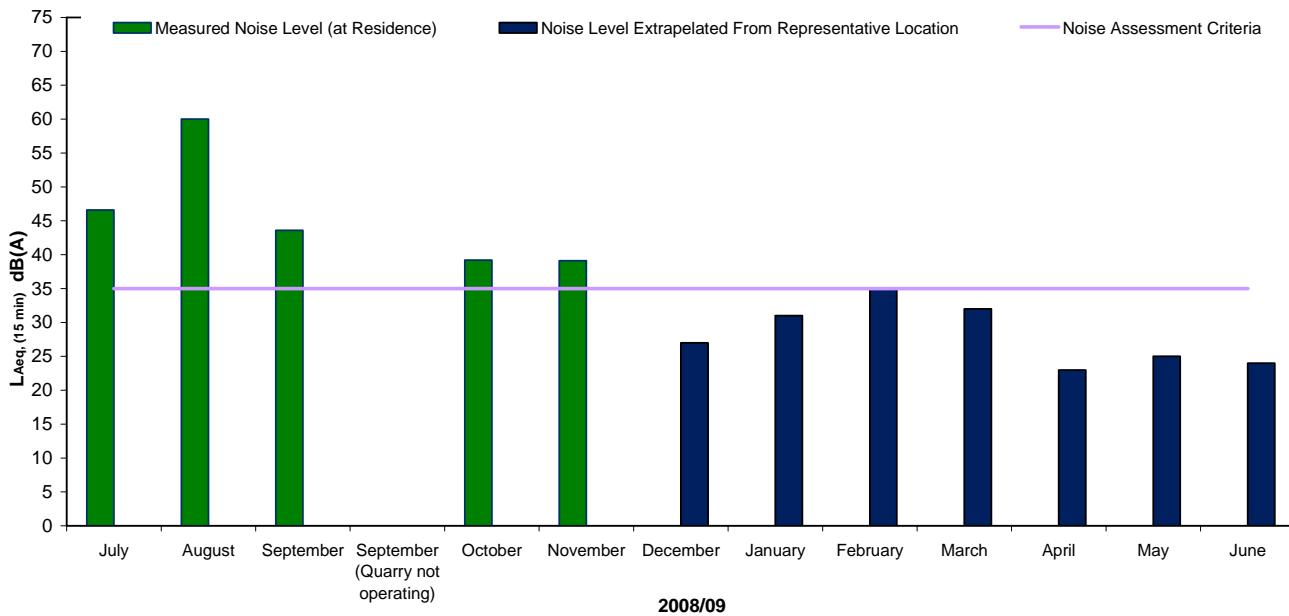 Measured Noise Level (at Residence)
Noise Level Extrapelated From Representative Location
Noise Assessment Criteria
LAeq, (15 min) dB(A)
75
70
65
60
55
50
45
40
35
30
25
20
15
10
5
0
July
August
September
September
(Quarry not
operating)
October
November
December
January
February
March
April
May
June
2008/09